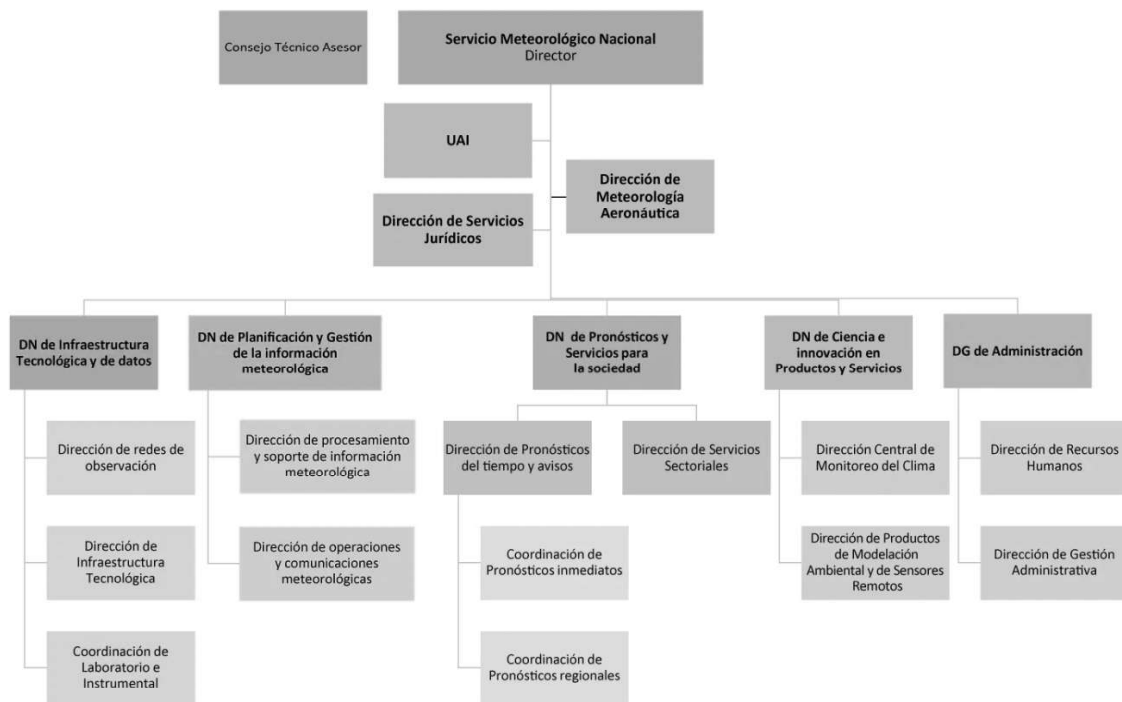 Consejo Técnico Asesor
Servicio Meteorológico Nacional
Director
UAI
Dirección de
Meteorología
Aeronáutica
Dirección de Servicios
Jurídicos
DN de Infraestructura
Tecnológica y de datos
DN de Planificación y Gestión
de la información
meteorológica
DN de Pronósticos y
Servicios para
la sociedad
DN de Ciencia e
innovación en
Productos y Servicios
DG de Administración
Dirección de redes de
observación
Dirección de
Infraestructura
Tecnológica
Coordinación de
Laboratorio e
Instrumental
Dirección de procesamiento
y soporte de información
meteorológica
Dirección de operaciones
y comunicaciones
meteorológicas
Dirección de Pronósticos
del tiempo y avisos
Coordinación de
Pronósticos inmediatos
Coordinación de
Pronósticos regionales
Dirección de Servicios
Sectoriales
Dirección Central de
Monitoreo del Clima
Dirección de Productos
de Modelación
Ambiental y de Sensores
Remotos
Dirección de Recursos
Humanos
Dirección de Gestión
Administrativa